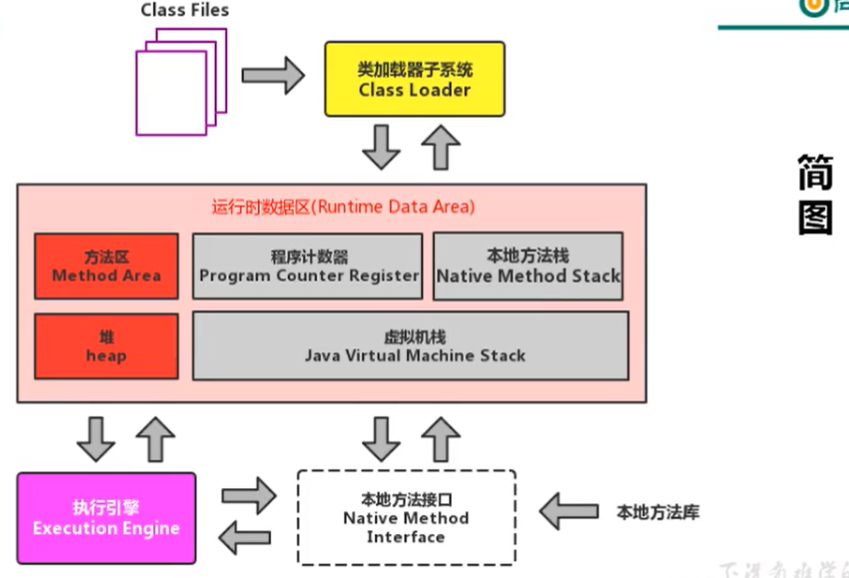 Class Files
类加载器子系统
Class Loader
简
图
运行时数据区(Runtime Data Area)
方法区
Method Area
程序计数器
Program Counter Register
本地方法栈
Native Method Stack
堆
heap
虚拟机栈
Java Virtual Machine Stack
执行引擎
Execution Engine
本地方法接口
Native Method
Interface
本地方法库